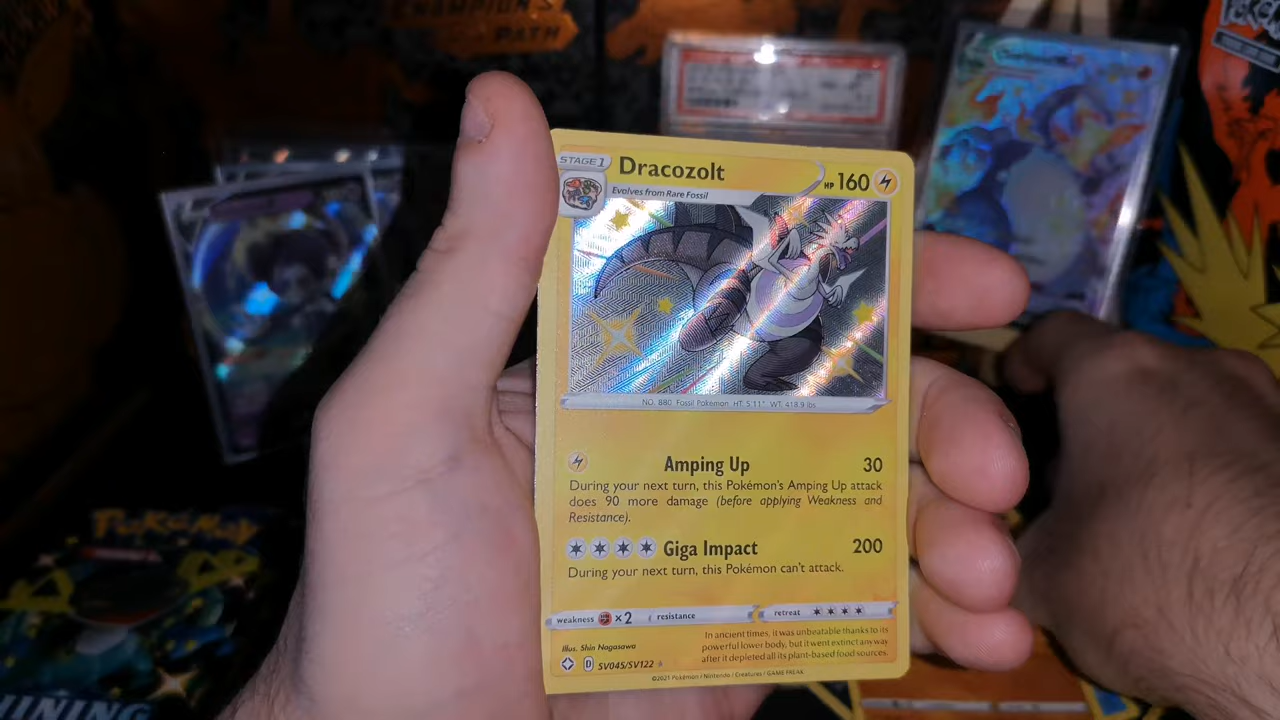 CHAMPION'S
PATH
STAGE 1
Dracozolt
HP 160
Evolves from Rare Fossil
NO. 880 Fossil Pokémon HT: 5'11" WT: 418.9 lbs
Amping Up 30
During your next turn, this Pokémon's Amping Up attack
does 90 more damage (before applying Weakness and
Resistance).
Giga Impact 200
During your next turn, this Pokémon can't attack.
weakness ×2 resistance retreat
Illus. Shin Nagasawa
In ancient times, it was unbeatable thanks to its
powerful lower body, but it went extinct anyway
after it depleted all its plant-based food sources.
D SV045/SV122
©2021 Pokémon / Nintendo / Creatures / GAME FREAK
Pokémon
SHINING